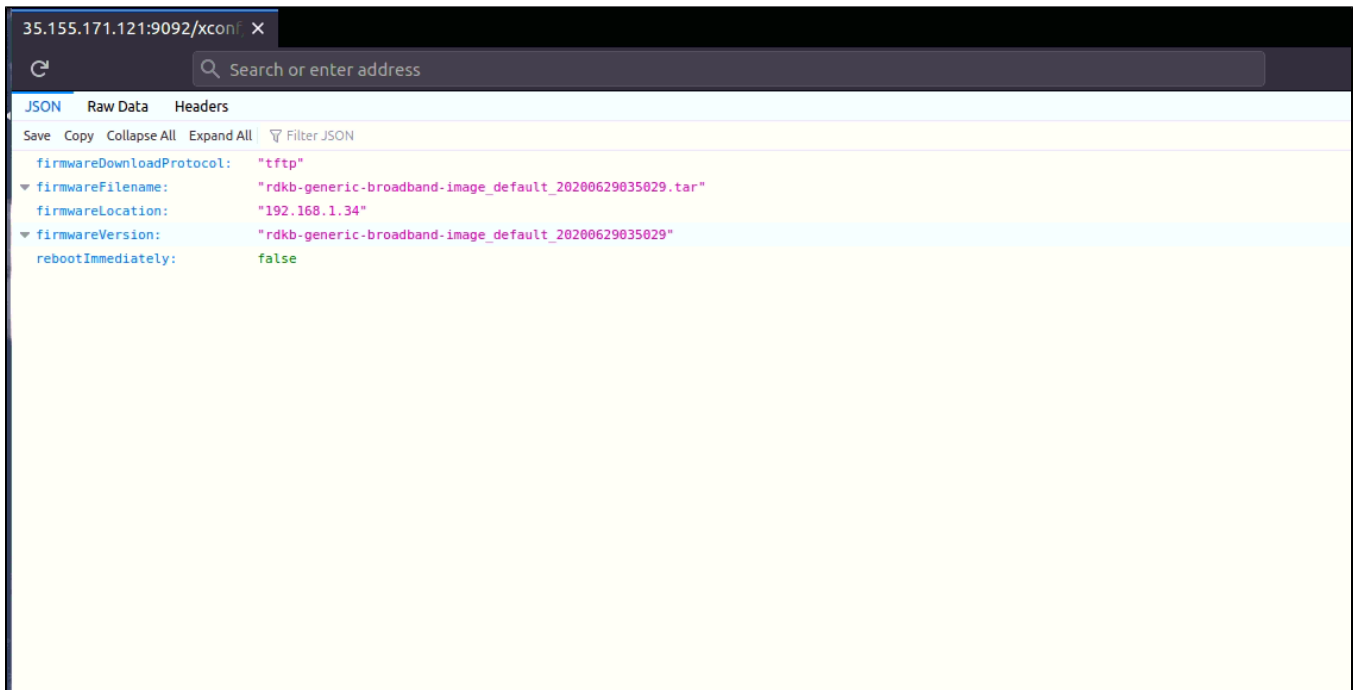 35.155.171.121:9092/xconf
Search or enter address
JSON Raw Data Headers
Save Copy Collapse All Expand All Filter JSON
firmwareDownloadProtocol: "tftp"
firmwareFilename: "rdkb-generic-broadband-image_default_20200629035029.tar"
firmwareLocation: "192.168.1.34"
firmwareVersion: "rdkb-generic-broadband-image_default_20200629035029"
rebootImmediately: false